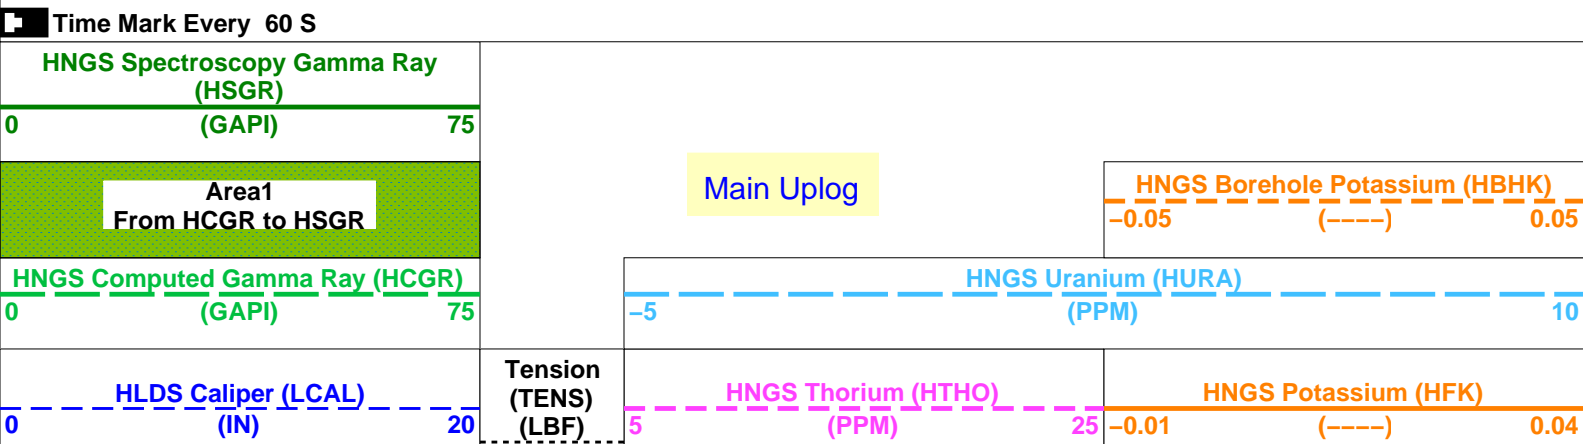 Time Mark Every 60 S
HNGS Spectroscopy Gamma Ray
(HSGR)
0 (GAPI) 75
Area1
From HCGR to HSGR
Main Uplog
HNGS Borehole Potassium (HBHK)
−0.05 (−−−−) 0.05
HNGS Computed Gamma Ray (HCGR)
0 (GAPI) 75
HNGS Uranium (HURA)
−5 (PPM) 10
HLDS Caliper (LCAL)
0 (IN) 20
Tension
(TENS)
(LBF)
HNGS Thorium (HTHO)
5 (PPM) 25
HNGS Potassium (HFK)
−0.01 (−−−−) 0.04